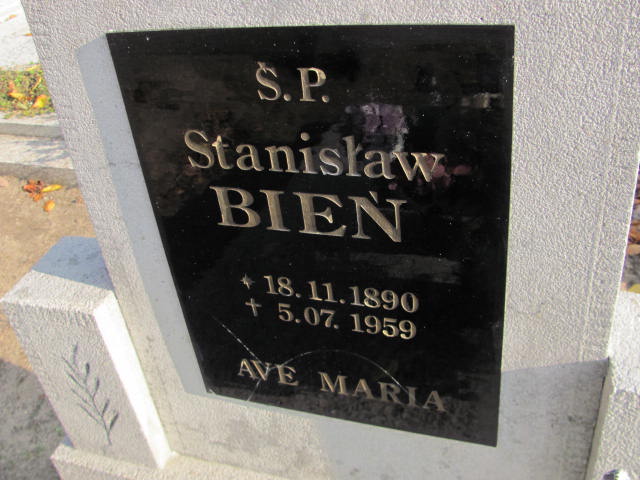 Ś.P.
Stanisław
BIEŃ
* 18.11.1890
† 5.07.1959
AVE MARIA